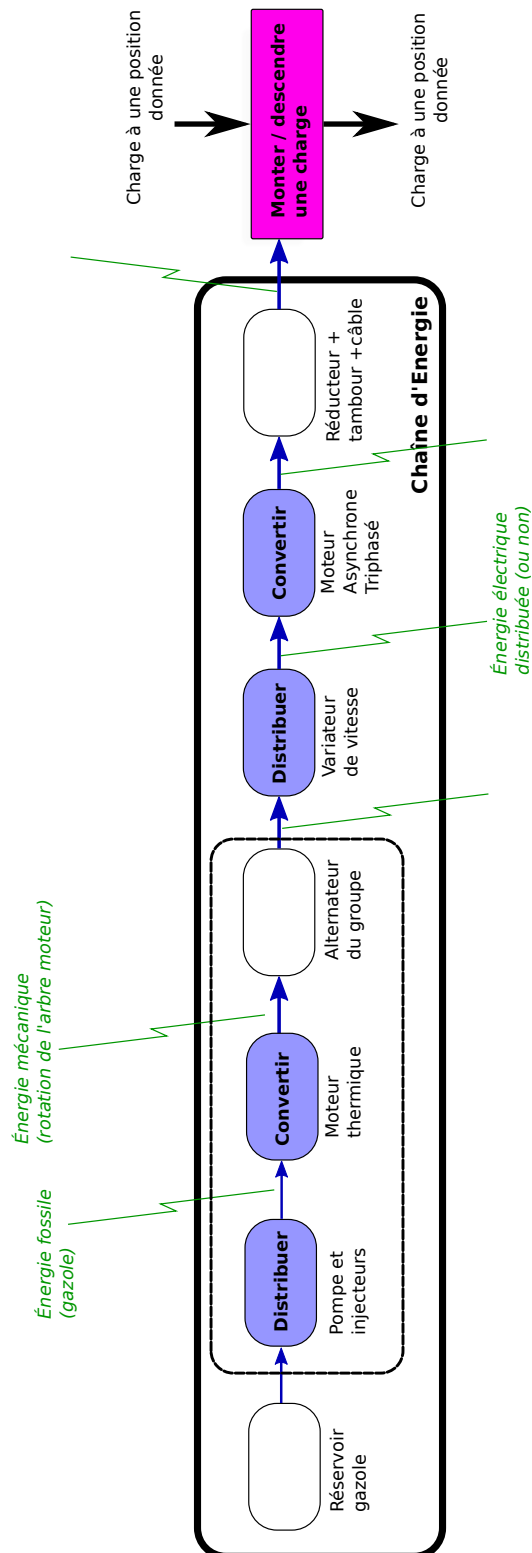 Énergie fossile
(gazole)
Énergie mécanique
(rotation de l'arbre moteur)
Charge à une position
donnée
Distribuer
Convertir
Distribuer
Convertir
Monter / descendre
une charge
Réservoir
gazole
Pompe et
injecteurs
Moteur
thermique
Alternateur
du groupe
Variateur
de vitesse
Moteur
Asynchrone
Triphasé
Réducteur +
tambour +câble
Chaîne d'Energie
Charge à une position
donnée
Énergie électrique
distribuée (ou non)